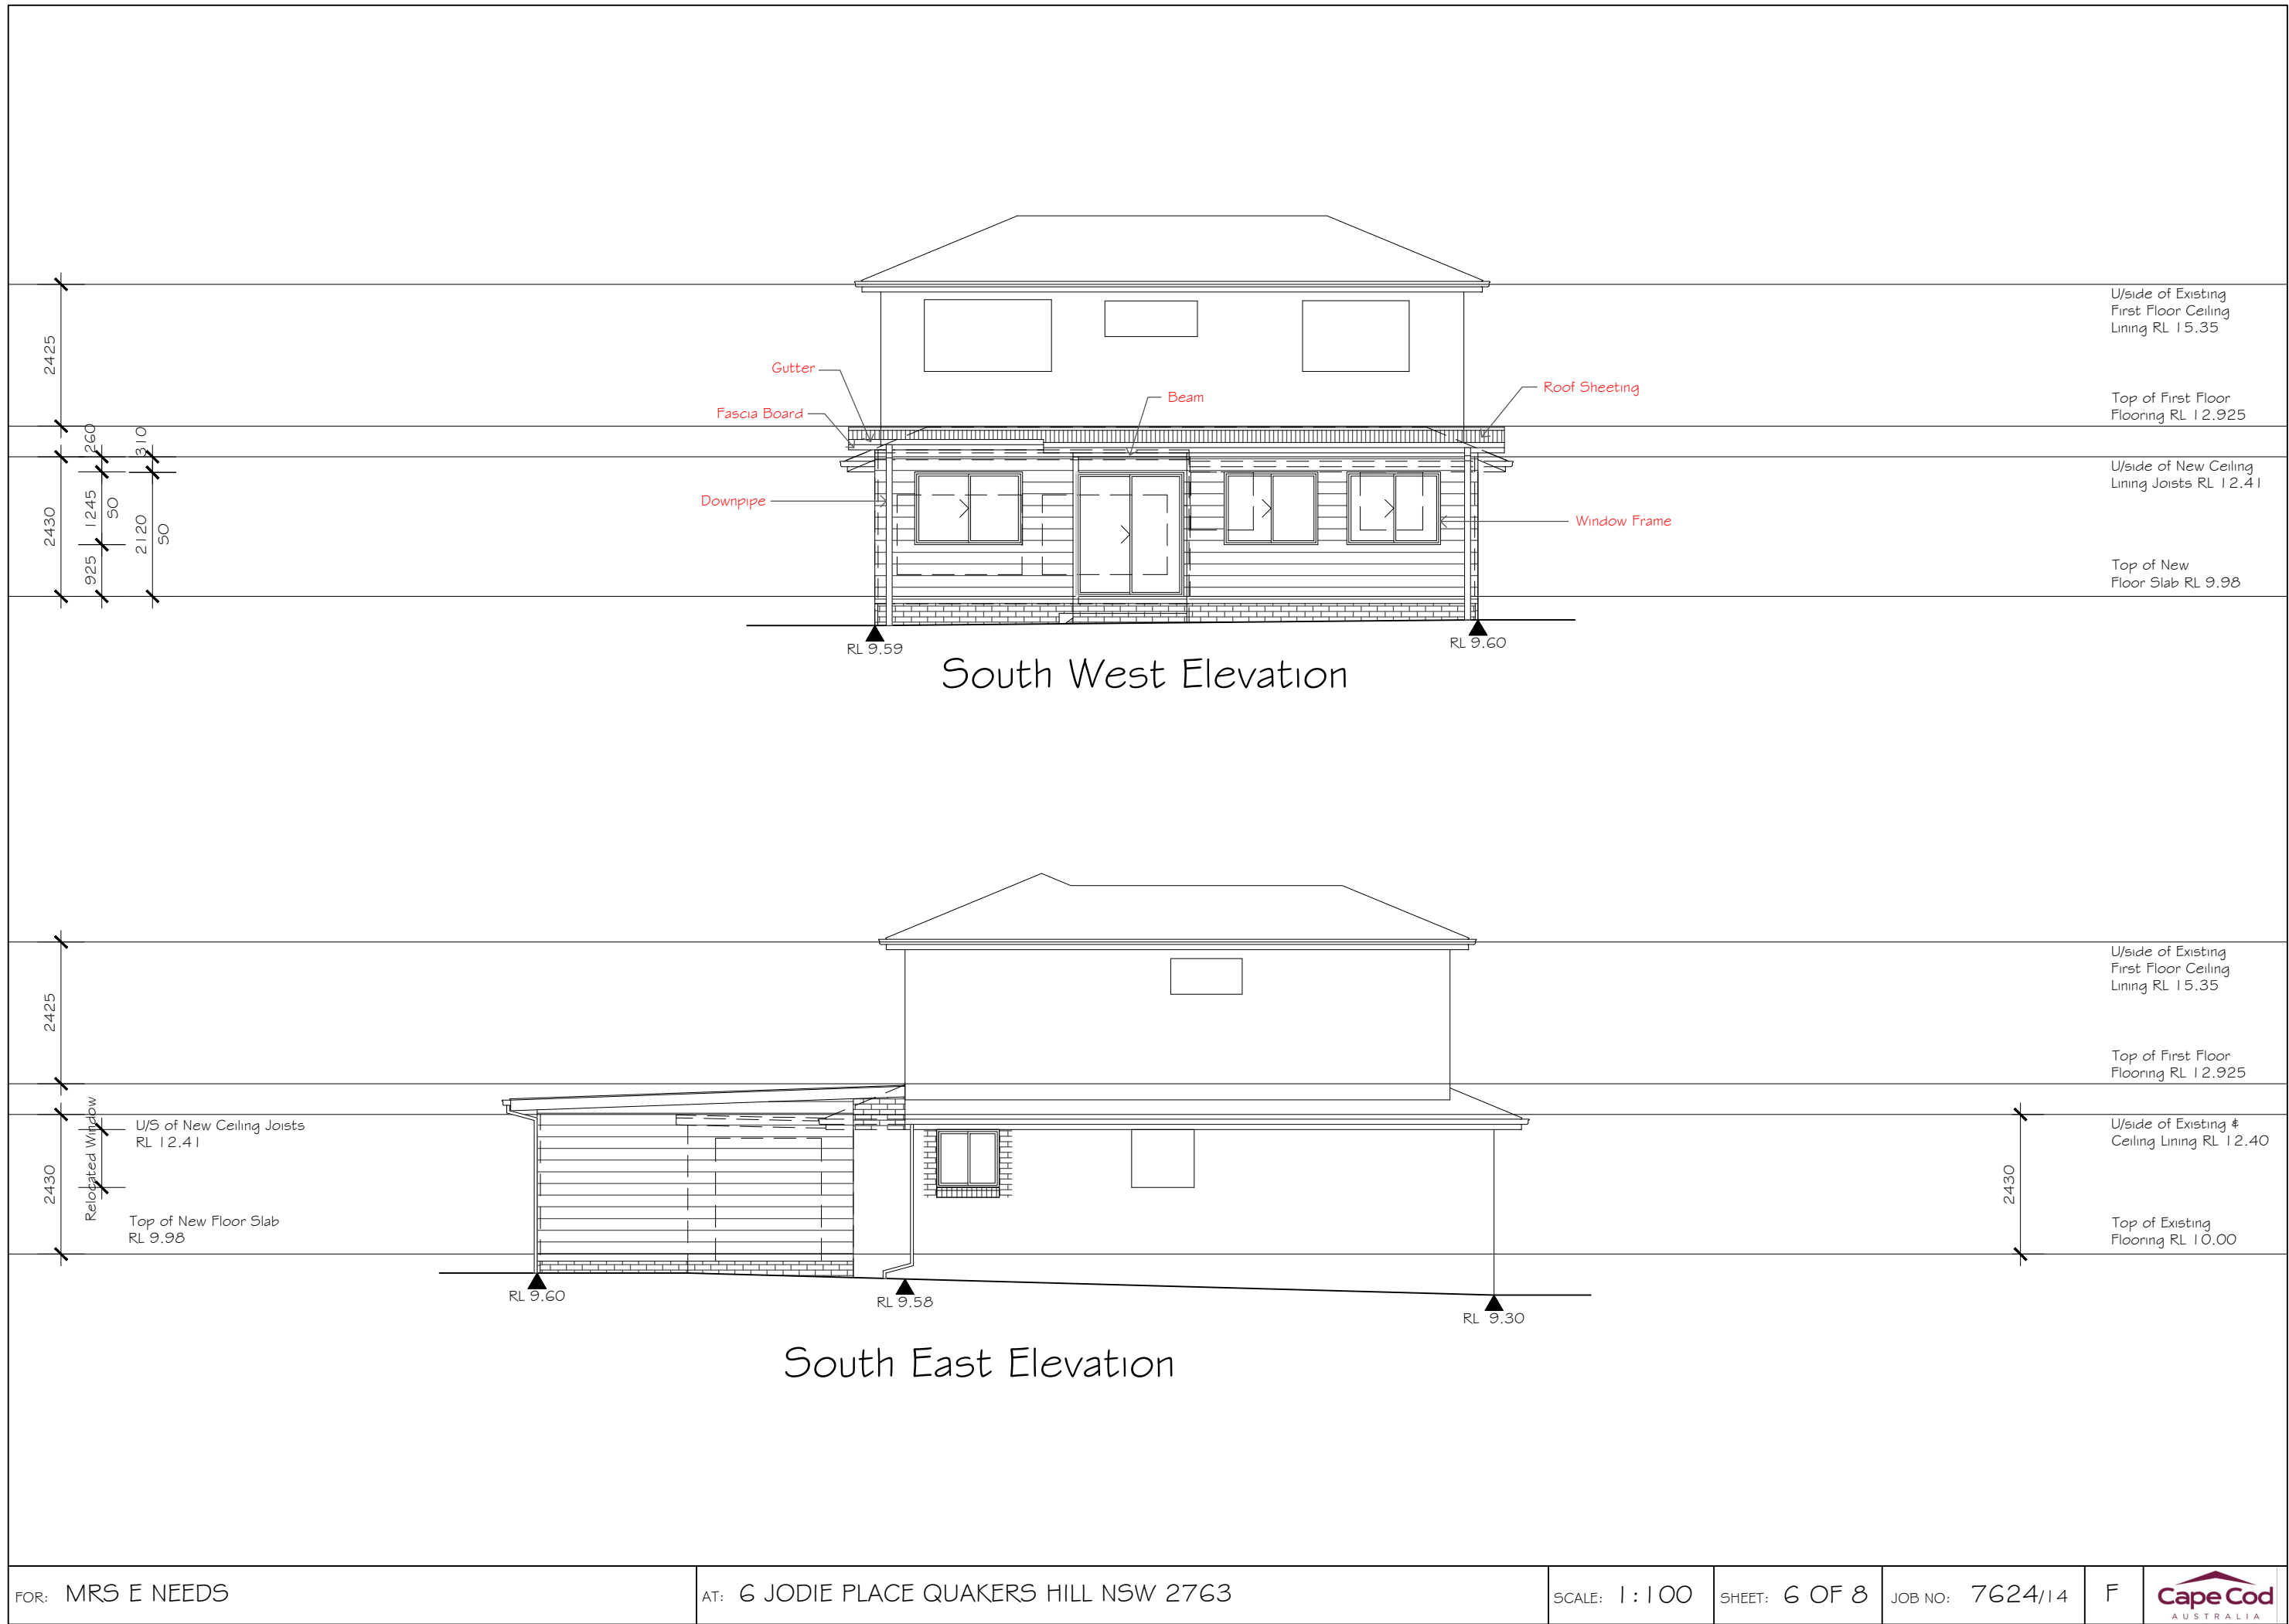 U/side of Existing
First Floor Ceiling
Lining RL 15.35
2425
Gutter
Roof Sheeting
Beam
Top of First Floor
Flooring RL 12.925
Fascia Board
260
310
U/side of New Ceiling
Lining Joists RL 12.41
2430
1245
SO
2120
SO
925
Downpipe
Window Frame
Top of New
Floor Slab RL 9.98
RL 9.59
RL 9.60
South West Elevation
U/side of Existing
First Floor Ceiling
Lining RL 15.35
2425
Top of First Floor
Flooring RL 12.925
Relocated Window
U/S of New Ceiling Joists
RL 12.41
U/side of Existing &
Ceiling Lining RL 12.40
2430
2430
Top of New Floor Slab
RL 9.98
Top of Existing
Flooring RL 10.00
RL 9.60
RL 9.58
RL 9.30
South East Elevation
FOR: MRS E NEEDS
AT: 6 JODIE PLACE QUAKERS HILL NSW 2763
SCALE: 1:100
SHEET: 6 OF 8
JOB NO: 7624/14
F
Cape Cod
AUSTRALIA